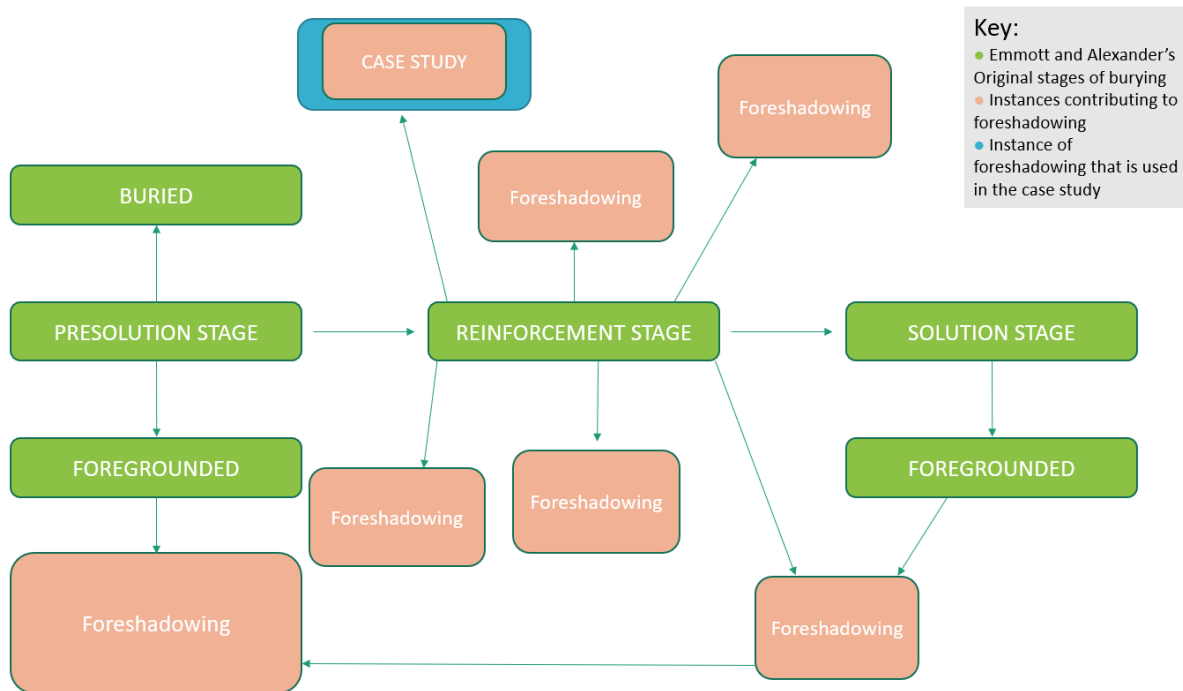 Key:
● Emmott and Alexander's
Original stages of burying
● Instances contributing to
foreshadowing
● Instance of
foreshadowing that is used
in the case study
CASE STUDY
Foreshadowing
Foreshadowing
BURIED
PRESOLUTION STAGE
REINFORCEMENT STAGE
SOLUTION STAGE
FOREGROUNDED
FOREGROUNDED
Foreshadowing
Foreshadowing
Foreshadowing
Foreshadowing